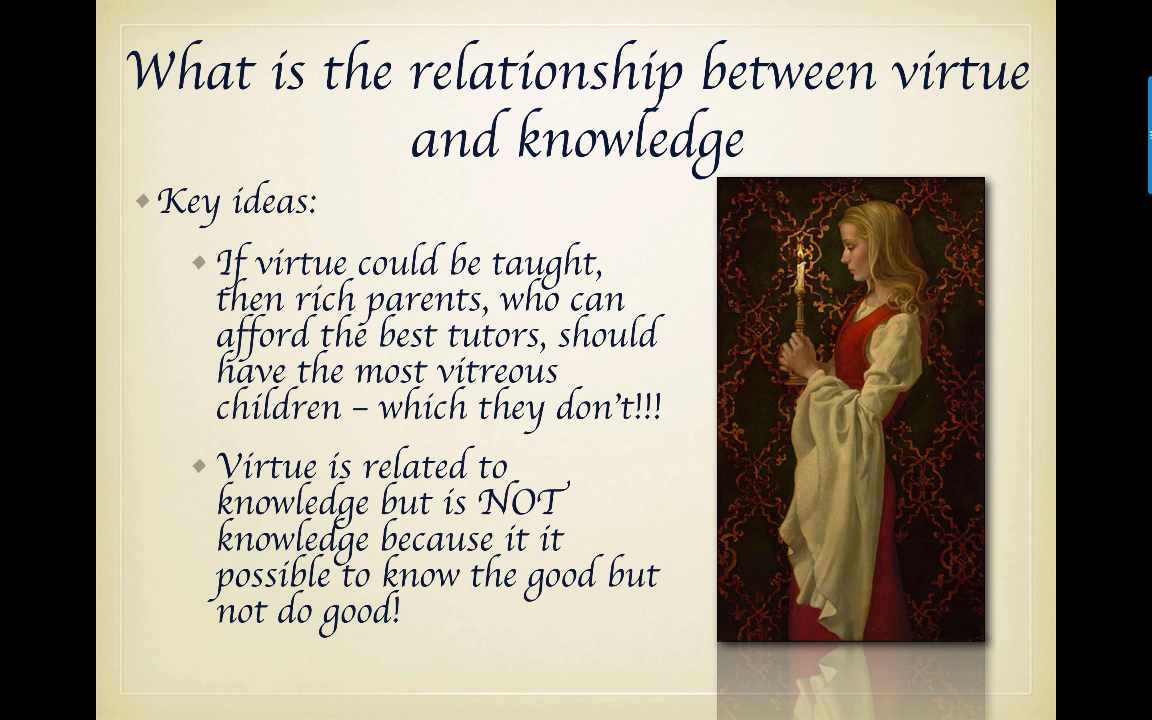 What is the relationship between virtue
and knowledge
Key ideas:
If virtue could be taught,
then rich parents, who can
afford the best tutors, should
have the most vitreous
children – which they don't!!!
Virtue is related to
knowledge but is NOT
knowledge because it it
possible to know the good but
not do good!